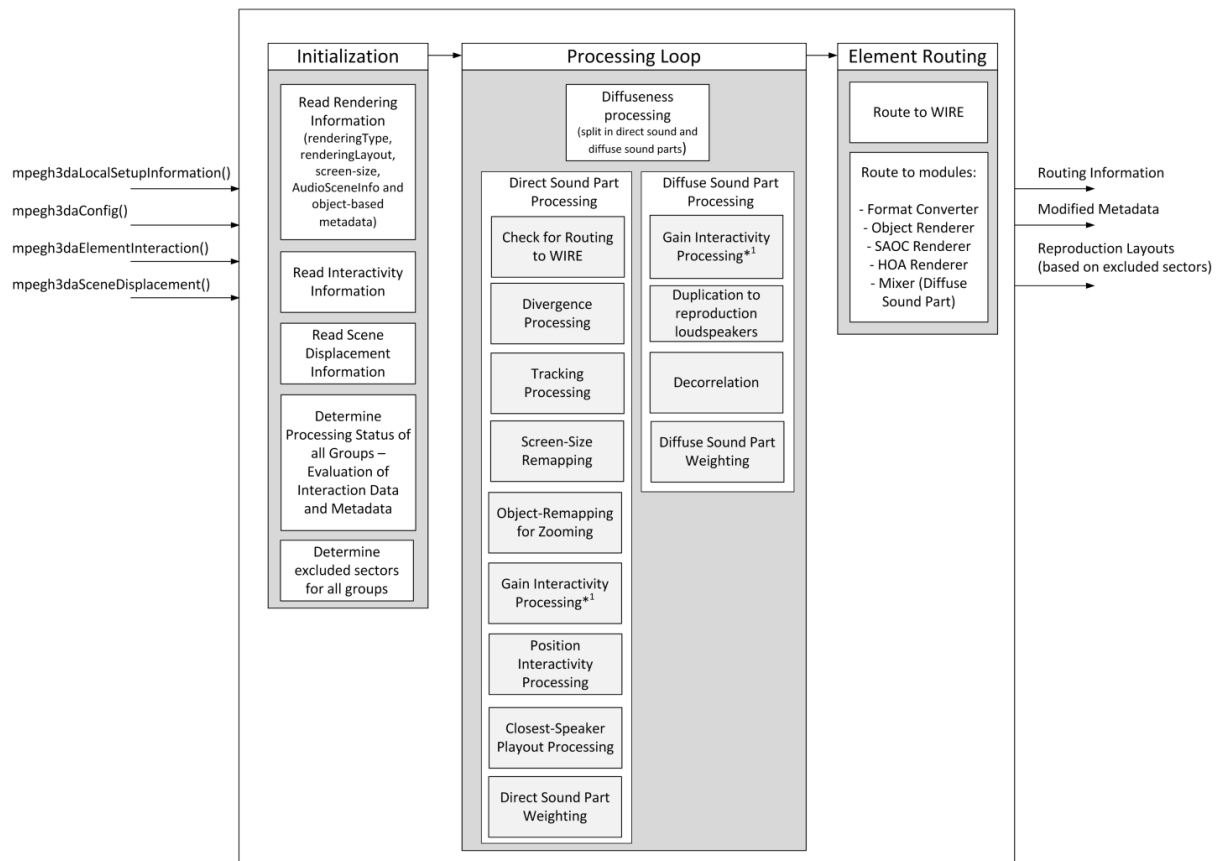 mpegh3daLocalSetupInformation()
mpegh3daConfig()
mpegh3daElementInteraction()
mpegh3daSceneDisplacement()
Initialization
Read Rendering
Information
(renderingType,
renderingLayout,
screen-size,
AudioSceneInfo and
object-based
metadata)
Read Interactivity
Information
Read Scene
Displacement
Information
Determine
Processing Status of
all Groups –
Evaluation of
Interaction Data
and Metadata
Determine
excluded sectors
for all groups
Processing Loop
Diffuseness
processing
(split in direct sound and
diffuse sound parts)
Direct Sound Part
Processing
Check for Routing
to WIRE
Divergence
Processing
Tracking
Processing
Screen-Size
Remapping
Object-Remapping
for Zooming
Gain Interactivity
Processing*1
Position
Interactivity
Processing
Closest-Speaker
Playout Processing
Direct Sound Part
Weighting
Diffuse Sound Part
Processing
Gain Interactivity
Processing*1
Duplication to
reproduction
loudspeakers
Decorrelation
Diffuse Sound Part
Weighting
Element Routing
Route to WIRE
Route to modules:
- Format Converter
- Object Renderer
- SAOC Renderer
- HOA Renderer
- Mixer (Diffuse
Sound Part)
Routing Information
Modified Metadata
Reproduction Layouts
(based on excluded sectors)